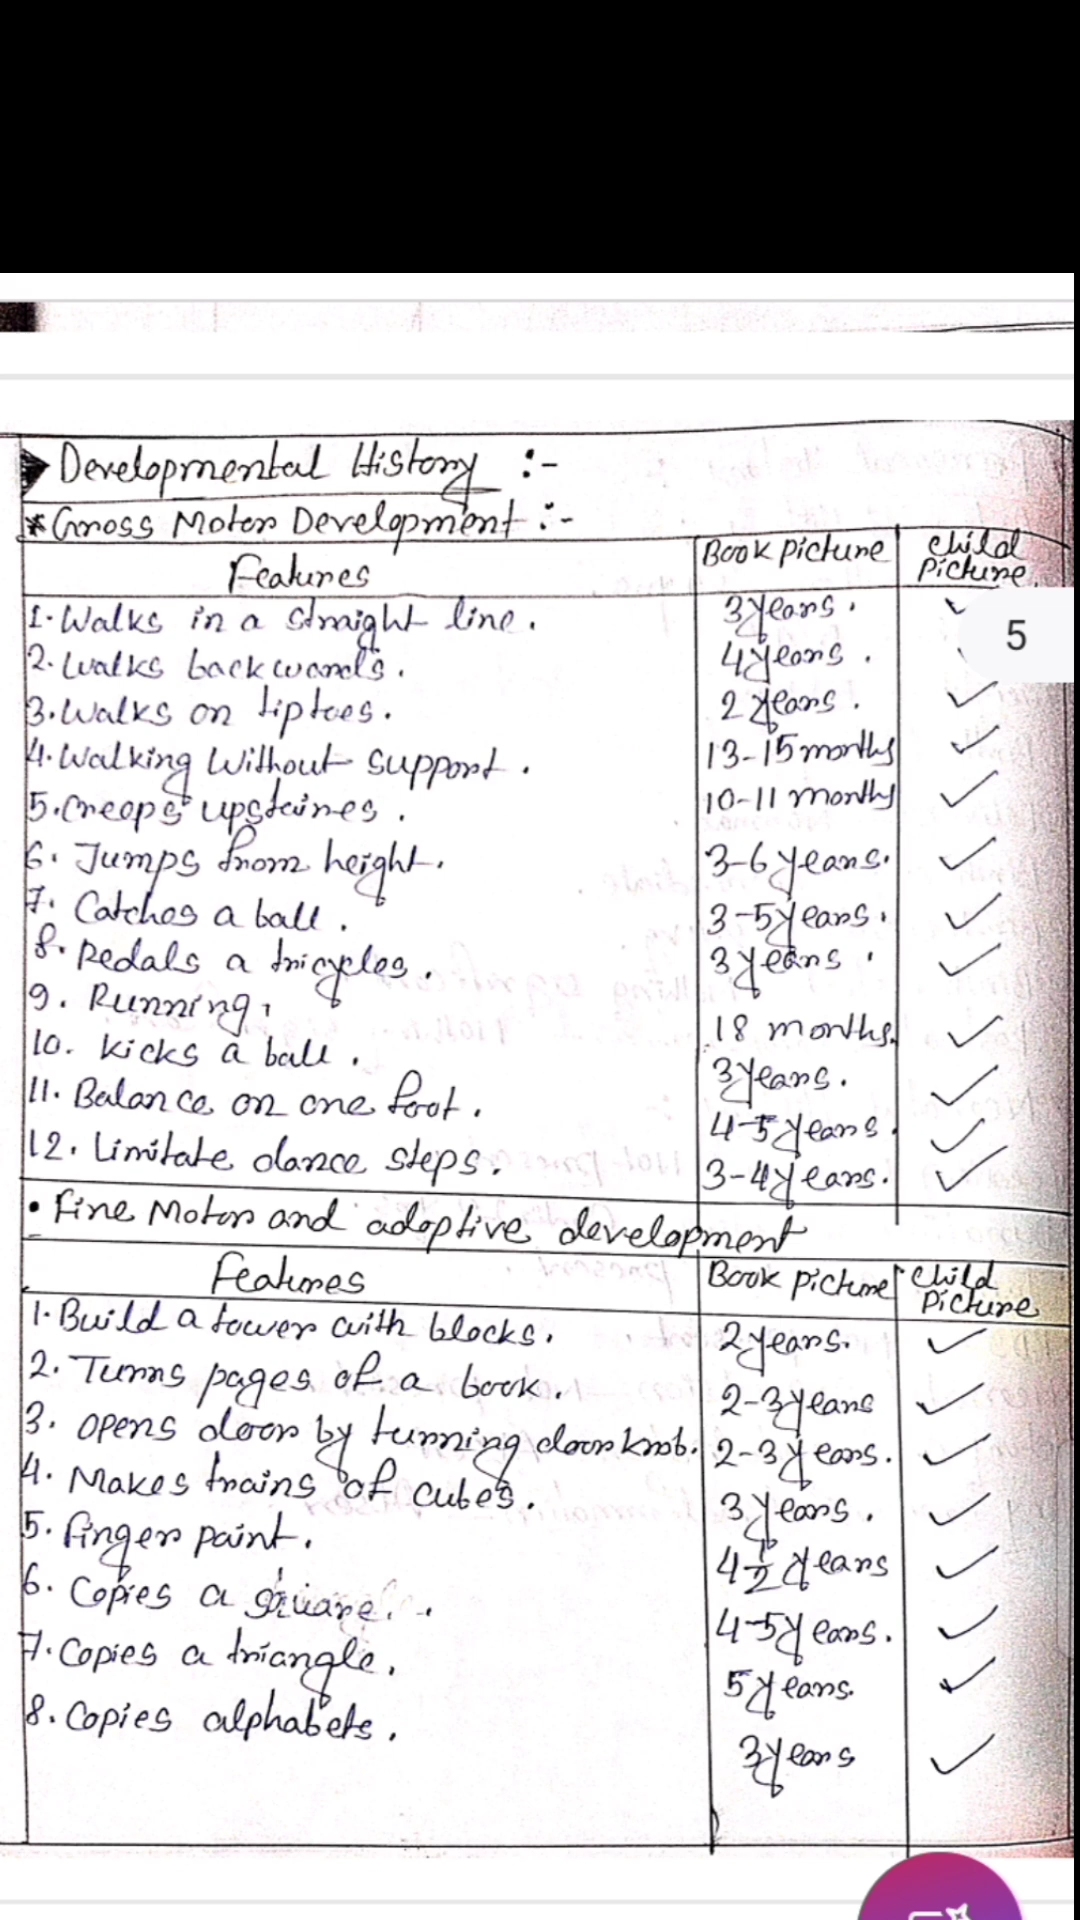 Developmental History :-
* Gross Motor Development :-
Features Book picture Child Picture
1. Walks in a straight line. 3 years.
5
2. Walks backwards. 4 years.
3. Walks on tiptoes. 2 years.
4. Walking Without support. 13-15 months
5. Creeps upstaires. 10-11 months
6. Jumps from height. 3-6 years.
7. Catches a ball. 3-5 years.
8. Pedals a tricycles. 3 years.
9. Running, 18 months.
10. Kicks a ball. 3 years.
11. Balance on one foot. 4-5 years.
12. Limitate dance steps. 3-4 years.
• Fine Motor and adoptive development
Features Book picture Child Picture
1. Build a tower with blocks. 2 years.
2. Turns pages of a book. 2-3 years
3. opens door by turning door knob. 2-3 years.
4. Makes trains of cubes. 3 years.
5. finger paint. 4 1/2 years
6. Copies a square. 4-5 years.
7. Copies a triangle. 5 years.
8. Copies alphabets. 3 years